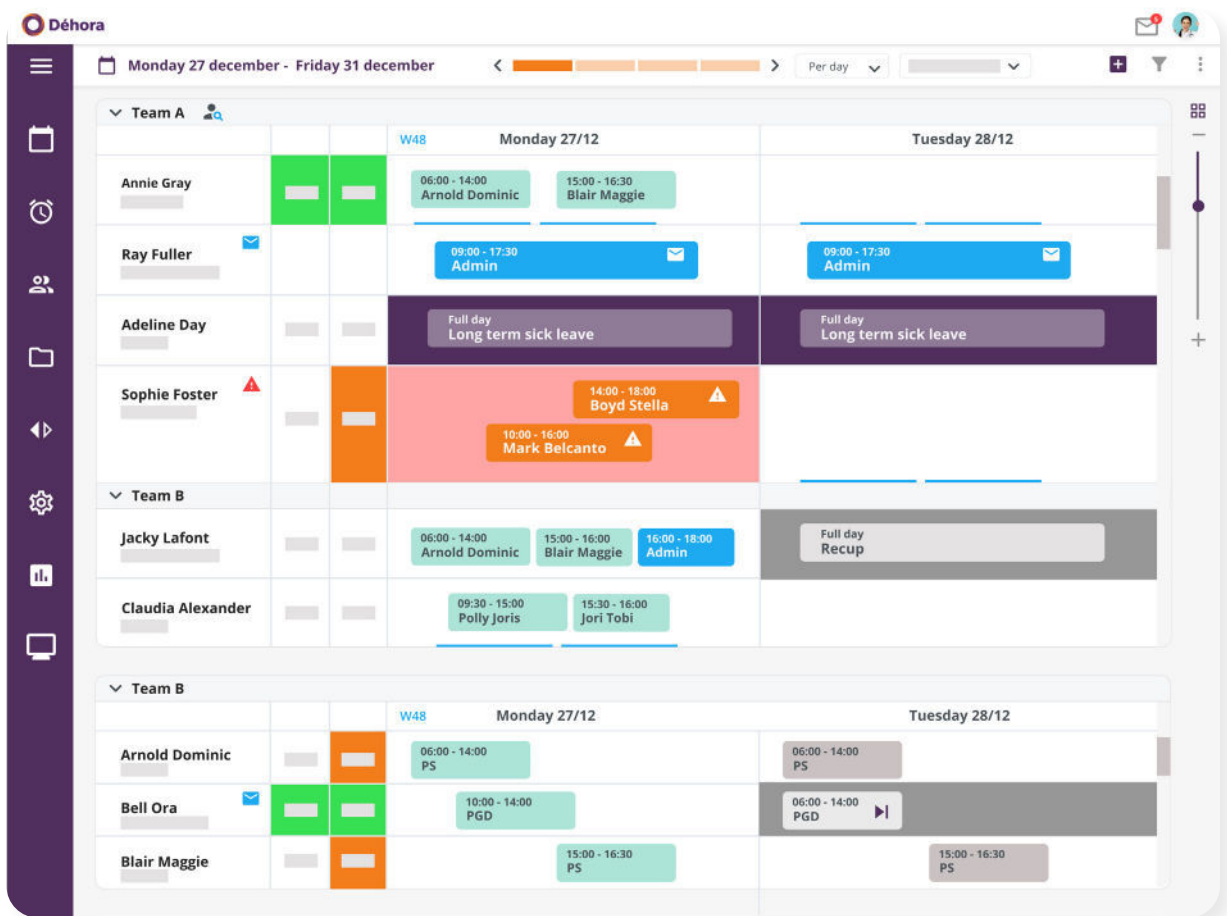 Déhora
5
Monday 27 december - Friday 31 december
Per day
Team A
W48 Monday 27/12 Tuesday 28/12
Annie Gray
06:00 - 14:00
Arnold Dominic
15:00 - 16:30
Blair Maggie
Ray Fuller
09:00 - 17:30
Admin
09:00 - 17:30
Admin
Adeline Day
Full day
Long term sick leave
Full day
Long term sick leave
Sophie Foster
14:00 - 18:00
Boyd Stella
10:00 - 16:00
Mark Belcanto
Team B
Jacky Lafont
06:00 - 14:00
Arnold Dominic
15:00 - 16:00
Blair Maggie
16:00 - 18:00
Admin
Full day
Recup
Claudia Alexander
09:30 - 15:00
Polly Joris
15:30 - 16:00
Jori Tobi
Team B
W48 Monday 27/12 Tuesday 28/12
Arnold Dominic
06:00 - 14:00
PS
06:00 - 14:00
PS
Bell Ora
10:00 - 14:00
PGD
06:00 - 14:00
PGD
Blair Maggie
15:00 - 16:30
PS
15:00 - 16:30
PS